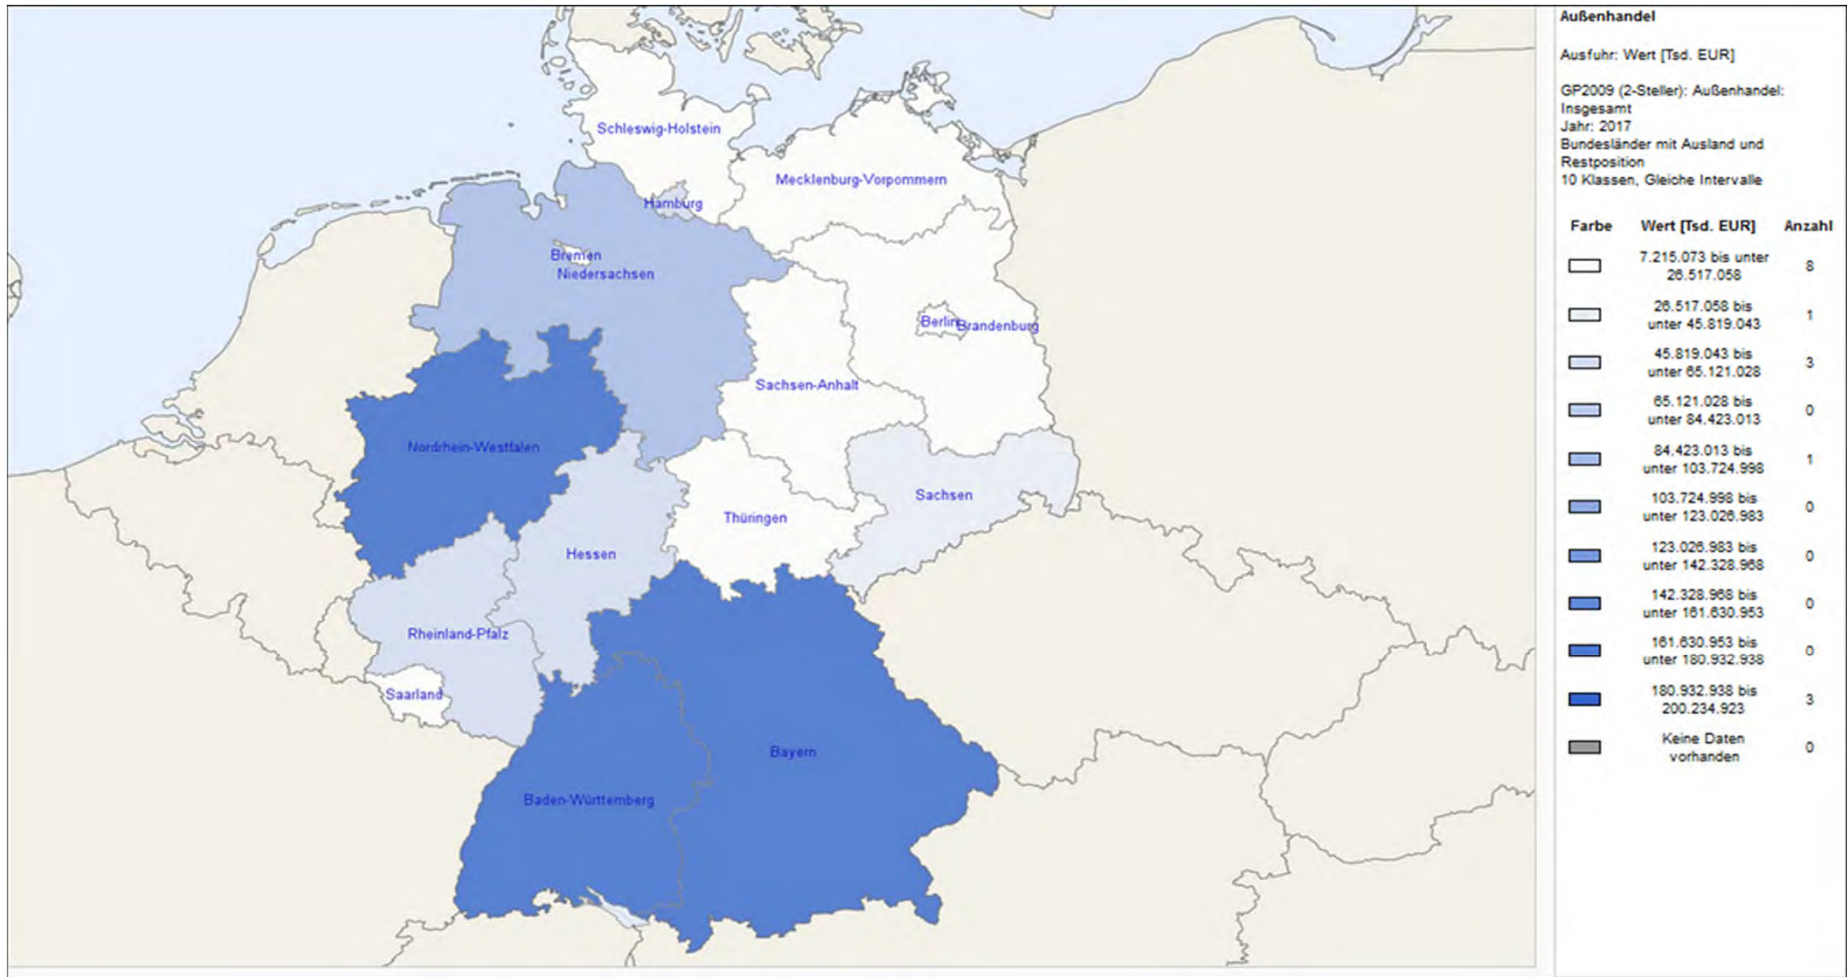 Schleswig-Holstein
Mecklenburg-Vorpommern
Hamburg
Bremen
Niedersachsen
Berlin
Brandenburg
Sachsen-Anhalt
Nordrhein-Westfalen
Sachsen
Thüringen
Hessen
Rheinland-Pfalz
Saarland
Bayern
Baden-Württemberg
Außenhandel
Ausfuhr: Wert [Tsd. EUR]
GP2009 (2-Steller): Außenhandel:
Insgesamt
Jahr: 2017
Bundesländer mit Ausland und
Restposition
10 Klassen, Gleiche Intervalle
Farbe Wert [Tsd. EUR] Anzahl
7.215.073 bis unter
26.517.058 8
26.517.058 bis
unter 45.819.043 1
45.819.043 bis
unter 65.121.028 3
65.121.028 bis
unter 84.423.013 0
84.423.013 bis
unter 103.724.998 1
103.724.998 bis
unter 123.026.983 0
123.026.983 bis
unter 142.328.968 0
142.328.968 bis
unter 161.630.953 0
161.630.953 bis
unter 180.932.938 0
180.932.938 bis
200.234.923 3
Keine Daten
vorhanden 0